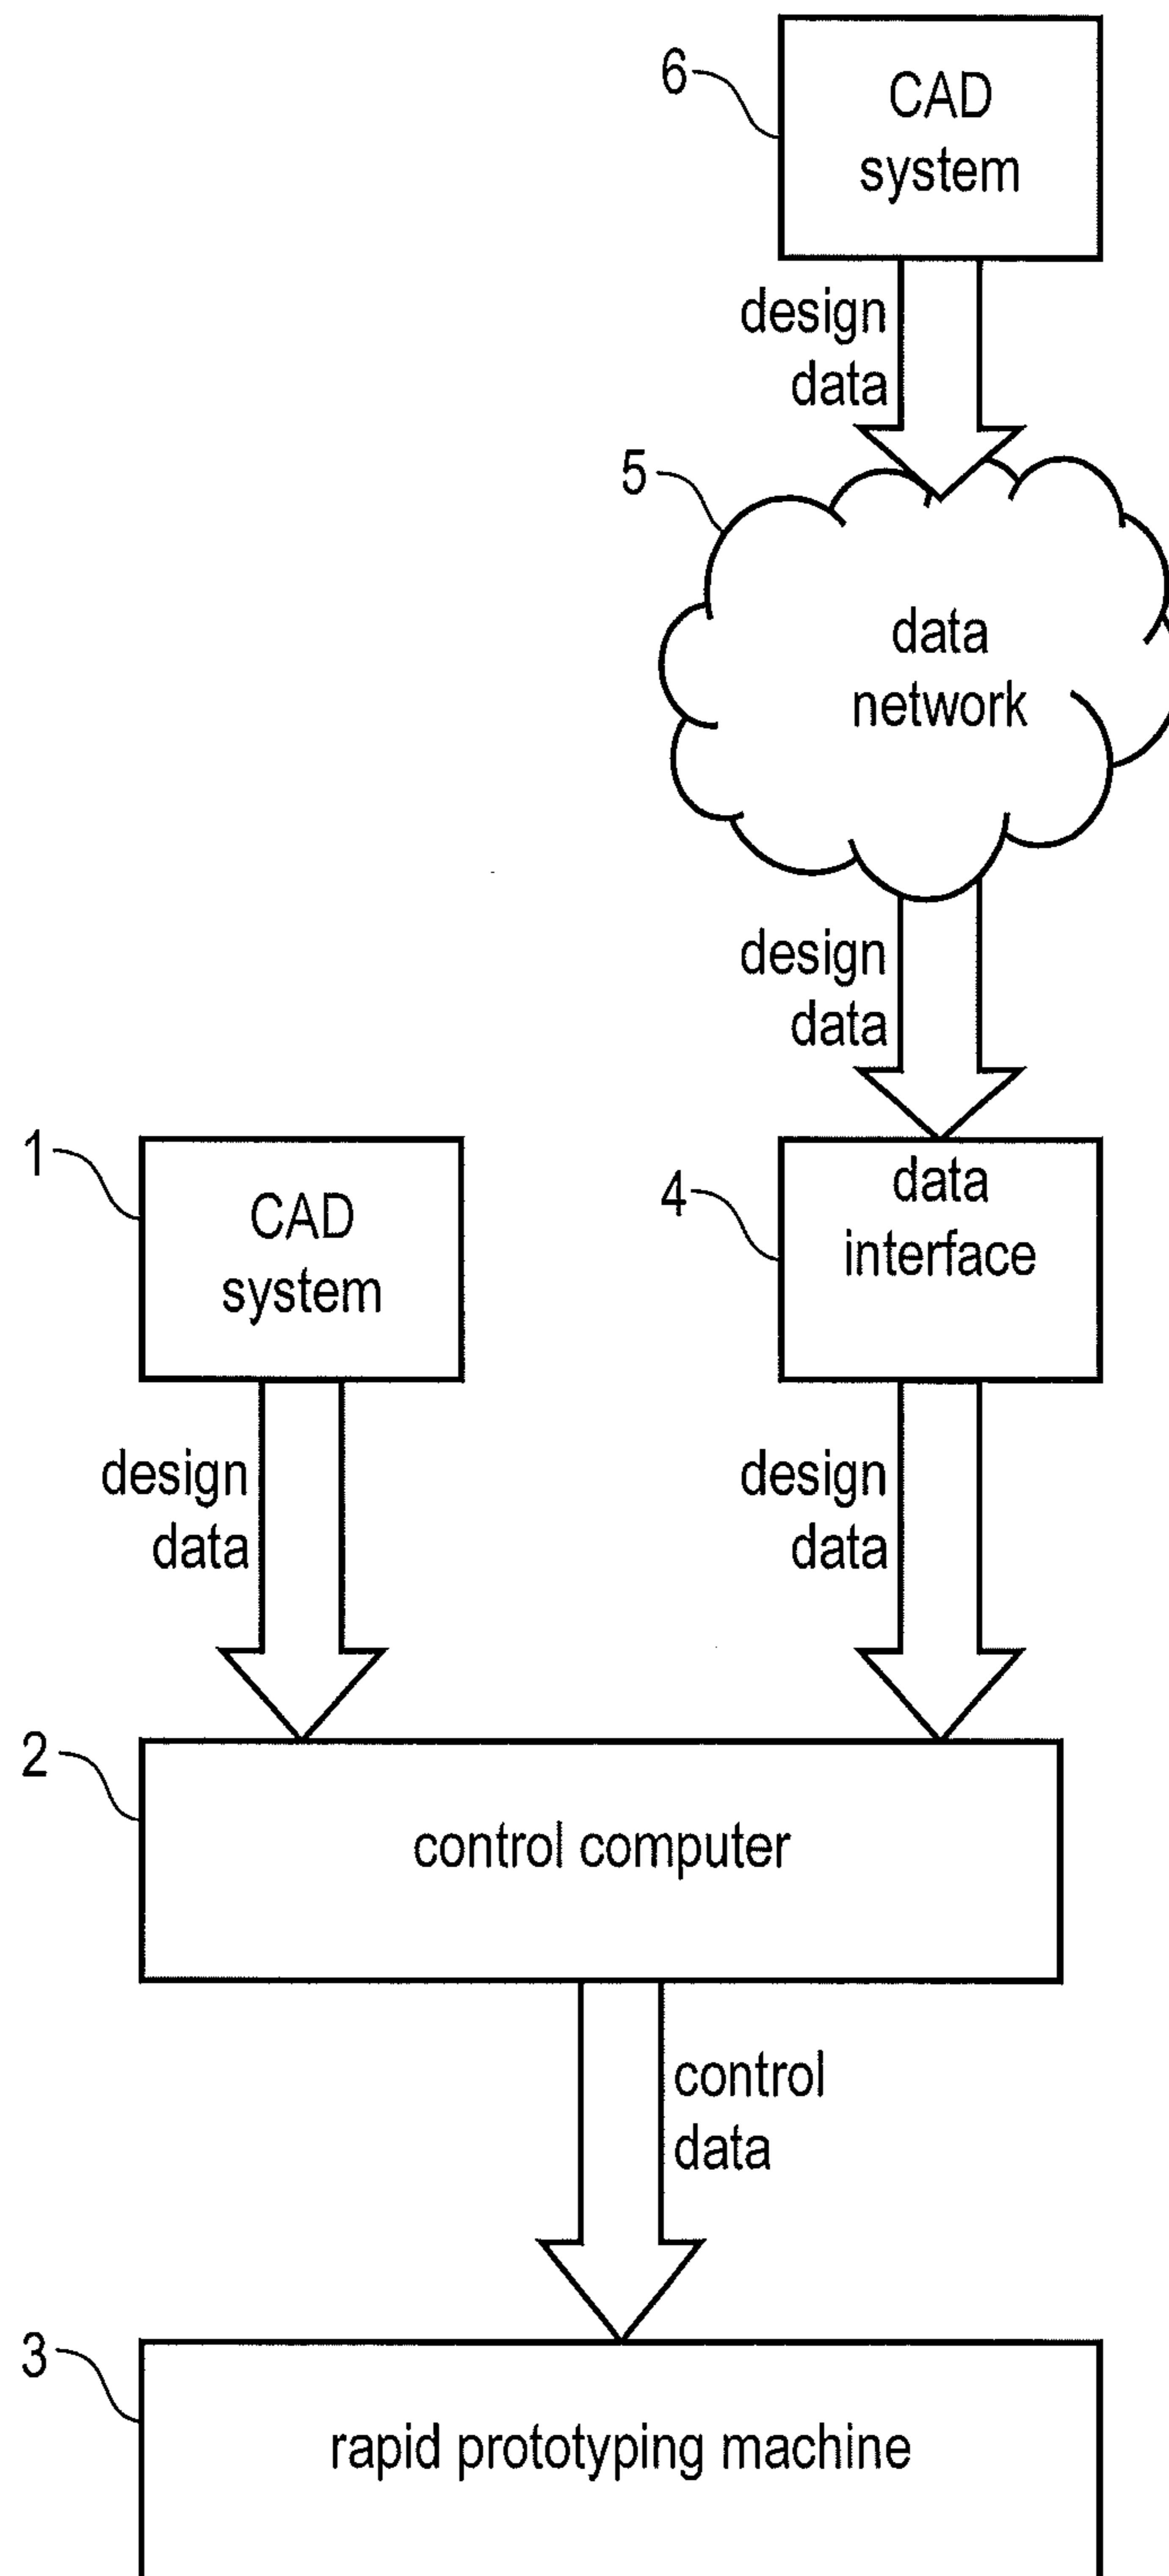 6
CAD
system
design
data
5
data
network
design
data
1
CAD
system
4
data
interface
design
data
design
data
2
control computer
control
data
3
rapid prototyping machine